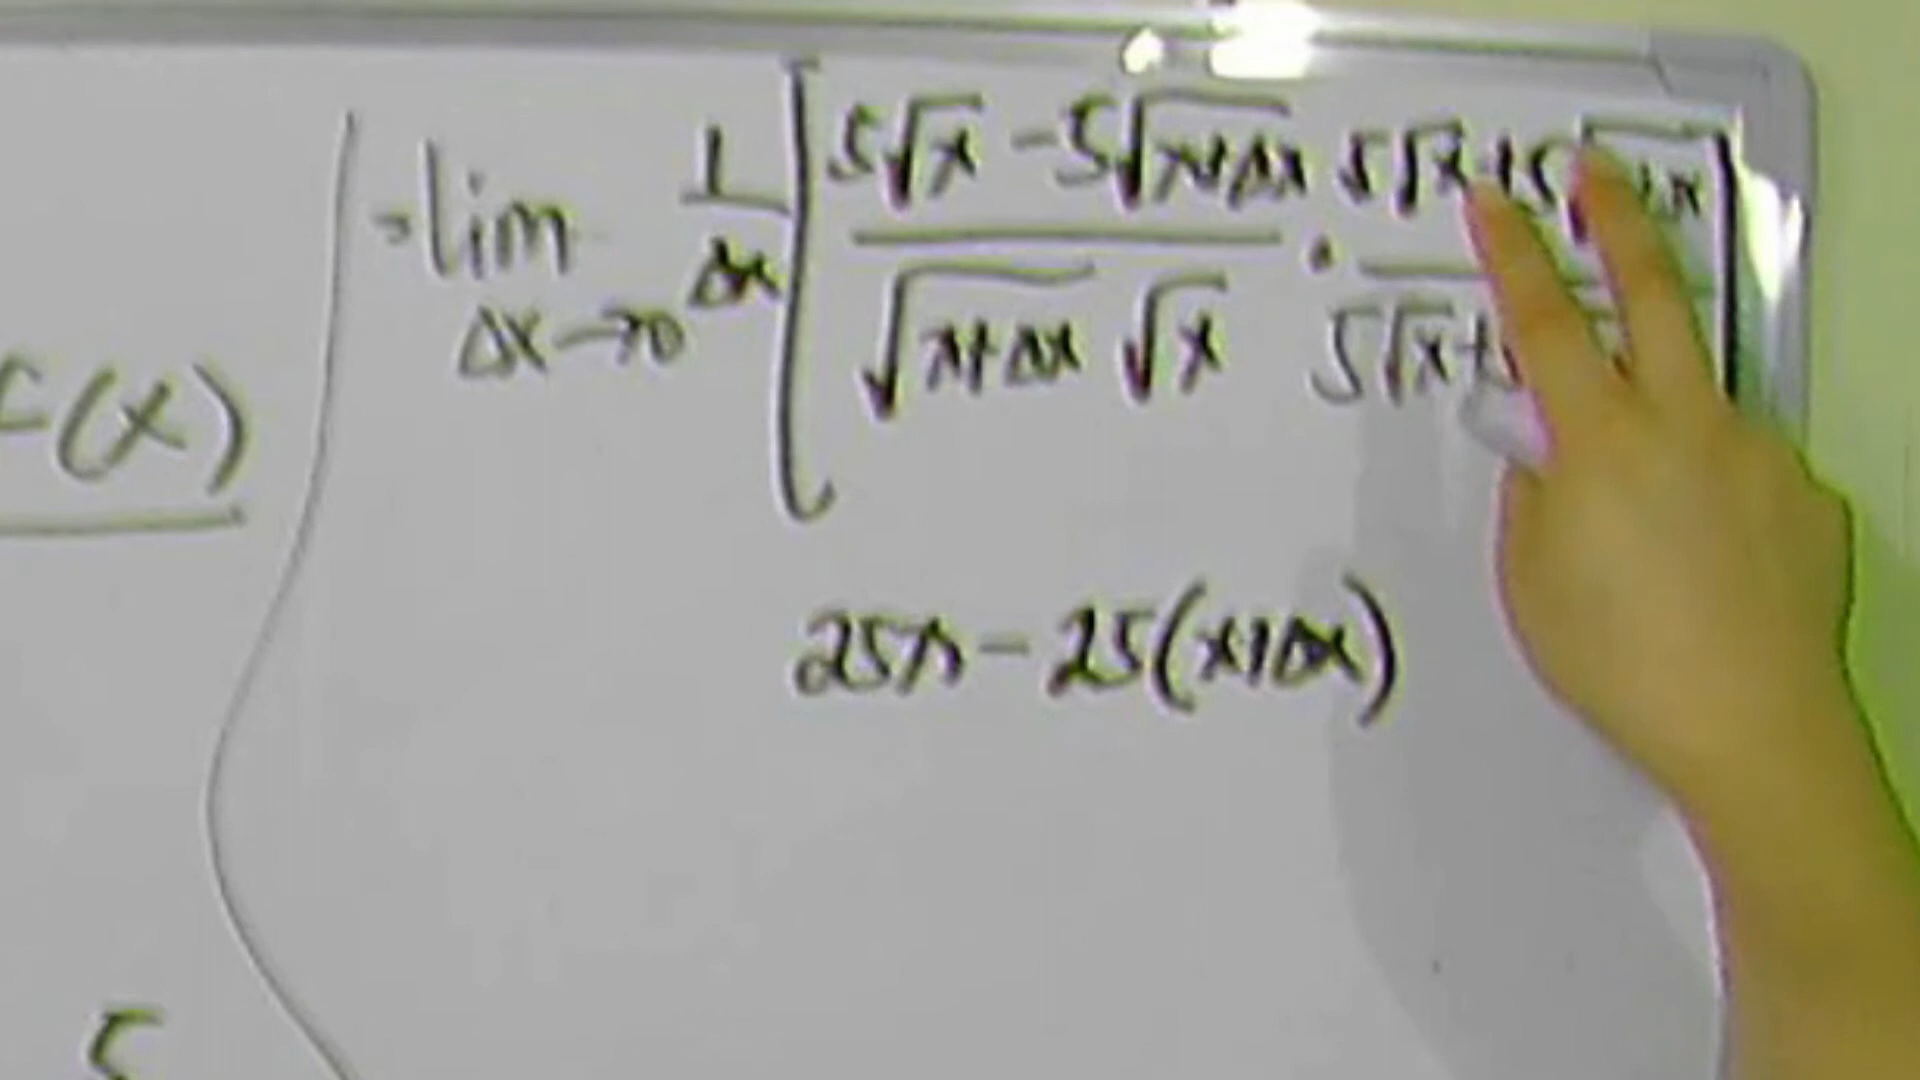 = lim Δx→0 1/Δx [ (5√x - 5√(x+Δx)) / (√(x+Δx) √x) · (5√x + 5√(x+Δx)) / (5√x +
(x)
25x - 25(x+Δx)
5